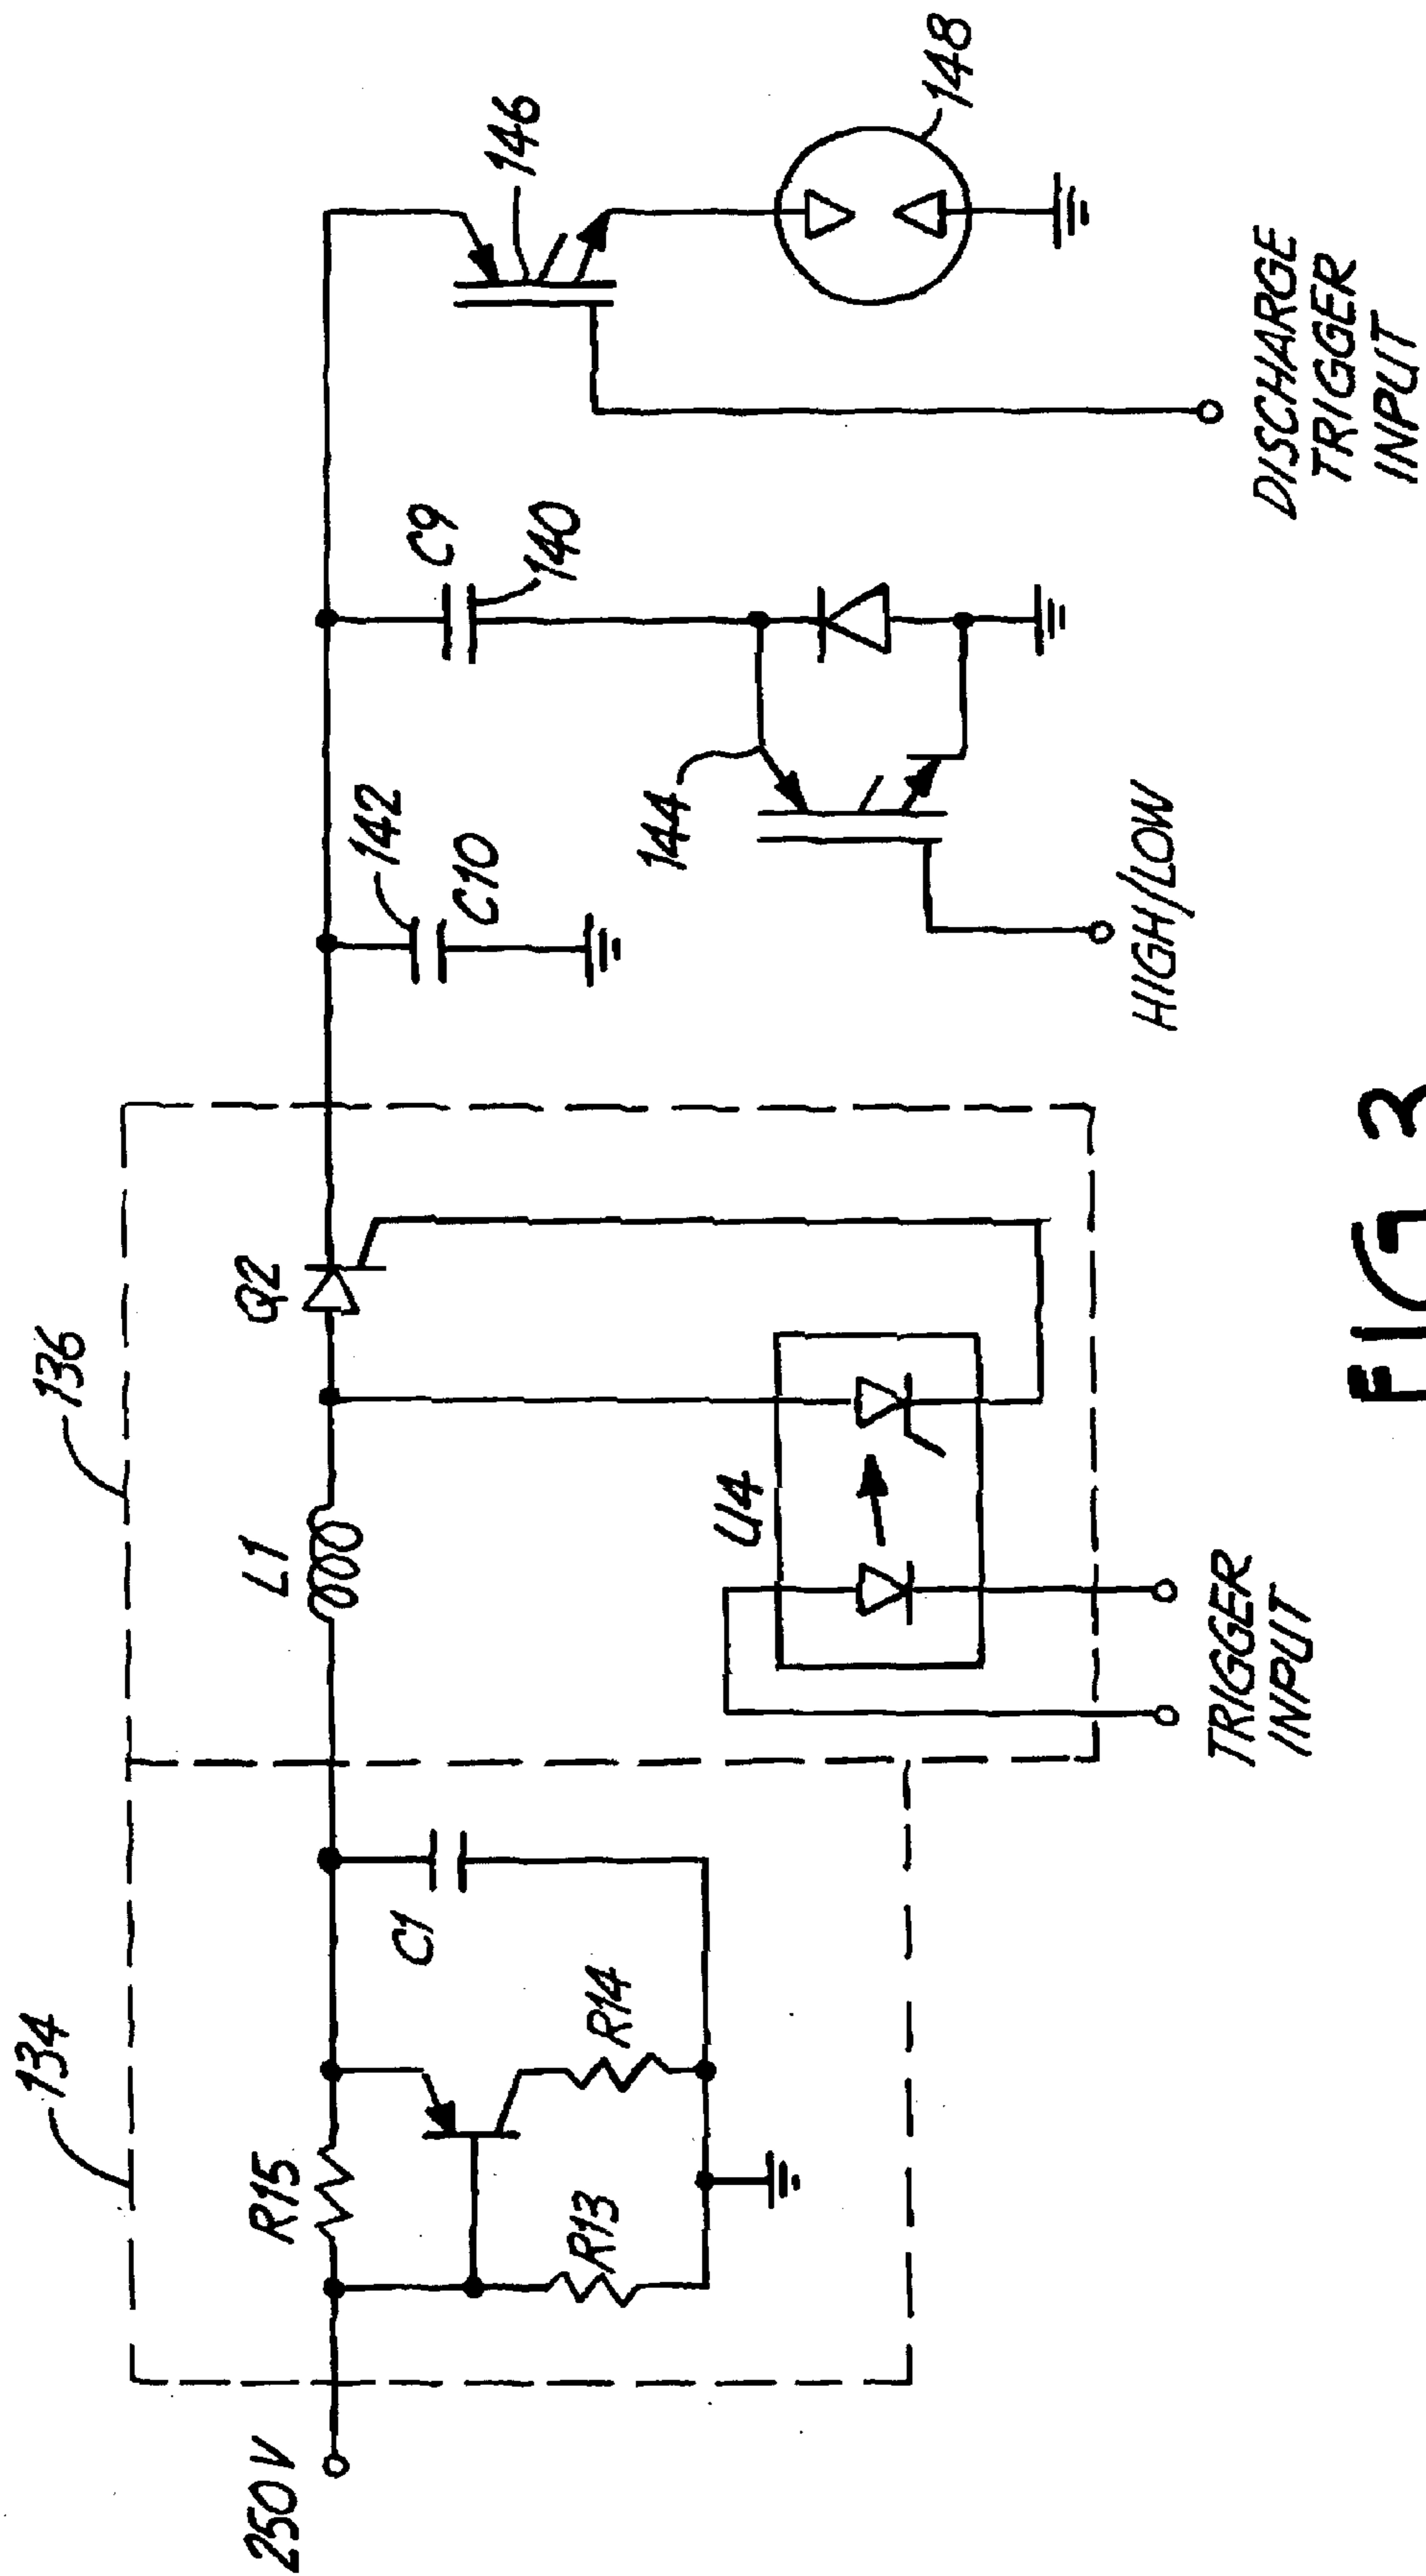 134
136
250V
R15
R13
R14
C1
L1
Q2
U4
TRIGGER
INPUT
142
C10
C9
140
144
HIGH/LOW
146
148
DISCHARGE
TRIGGER
INPUT
FIG 3